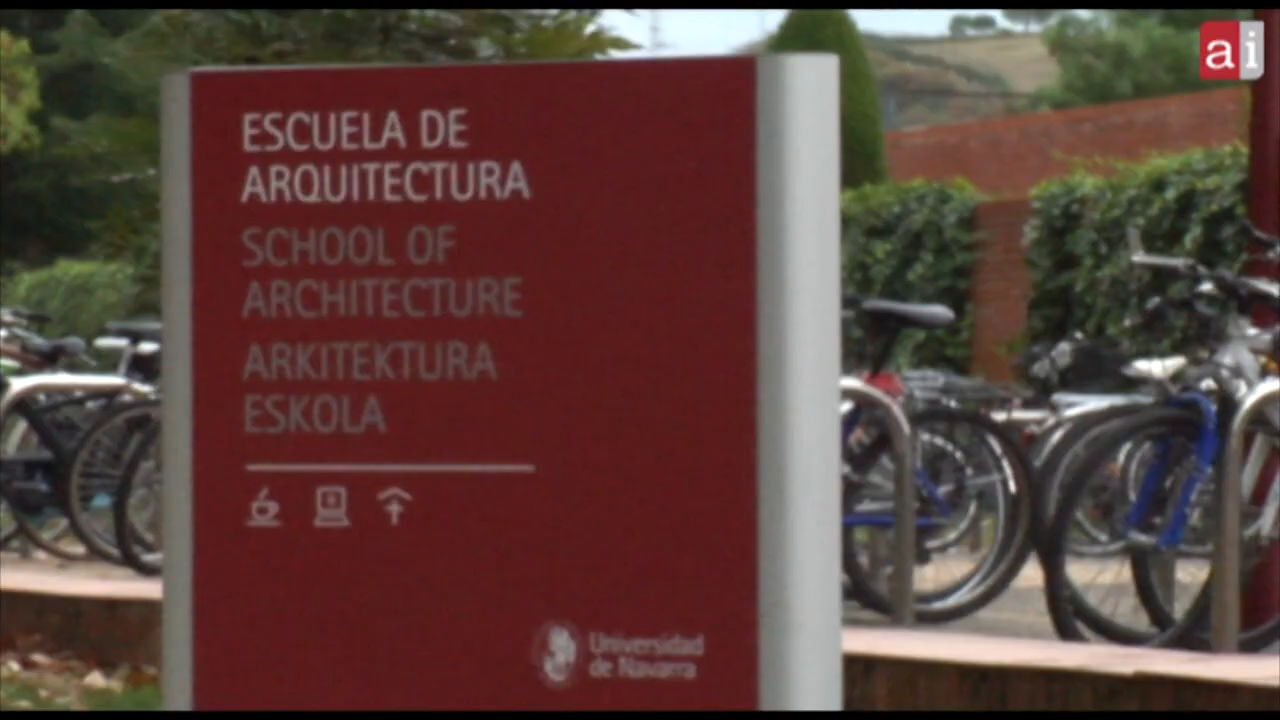 ESCUELA DE
ARQUITECTURA
SCHOOL OF
ARCHITECTURE
ARKITEKTURA
ESKOLA
Universidad
de Navarra
ai